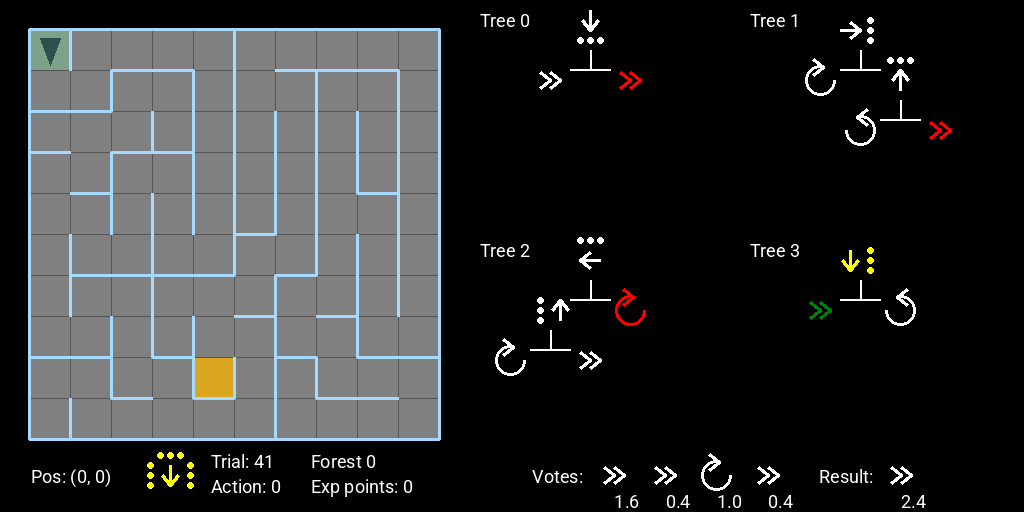 Tree 0
Tree 1
Tree 2
Tree 3
Pos: (0, 0)
Trial: 41
Forest 0
Action: 0
Exp points: 0
Votes:
1.6
0.4
1.0
0.4
Result:
2.4